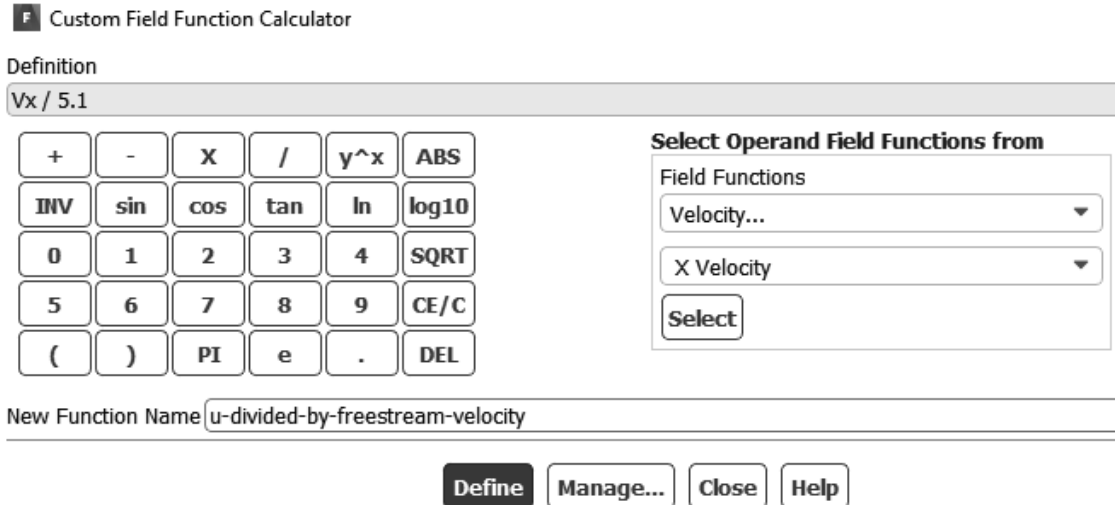 F Custom Field Function Calculator
Definition
Vx / 5.1
+ - X / y^x ABS
INV sin cos tan ln log10
0 1 2 3 4 SQRT
5 6 7 8 9 CE/C
( ) PI e . DEL
Select Operand Field Functions from
Field Functions
Velocity...
X Velocity
Select
New Function Name u-divided-by-freestream-velocity
Define Manage... Close Help